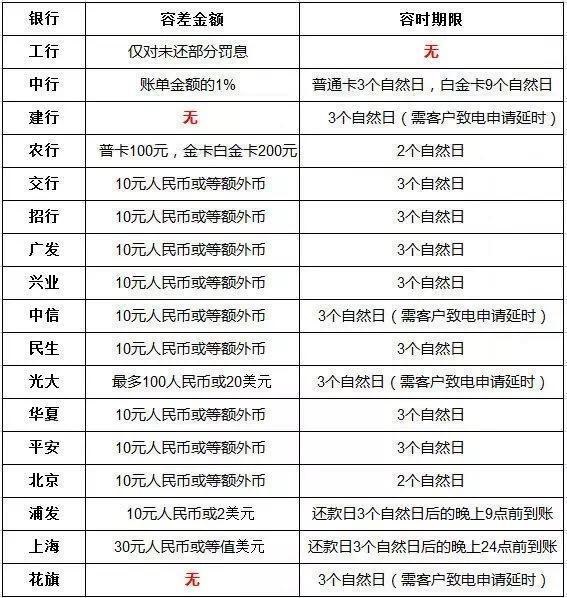 银行 容差金额 容时期限
工行 仅对未还部分罚息 无
中行 账单金额的1% 普通卡3个自然日，白金卡9个自然日
建行 无 3个自然日（需客户致电申请延时）
农行 普卡100元，金卡白金卡200元 2个自然日
交行 10元人民币或等额外币 3个自然日
招行 10元人民币或等额外币 3个自然日
广发 10元人民币或等额外币 3个自然日
兴业 10元人民币或等额外币 3个自然日
中信 10元人民币或等额外币 3个自然日（需客户致电申请延时）
民生 10元人民币或等额外币 3个自然日
光大 最多100人民币或20美元 3个自然日（需客户致电申请延时）
华夏 10元人民币或等额外币 3个自然日
平安 10元人民币或等额外币 3个自然日
北京 10元人民币或等额外币 2个自然日
浦发 10元人民币或2美元 还款日3个自然日后的晚上9点前到账
上海 30元人民币或等值美元 还款日3个自然日后的晚上24点前到账
花旗 无 3个自然日（需客户致电申请延时）